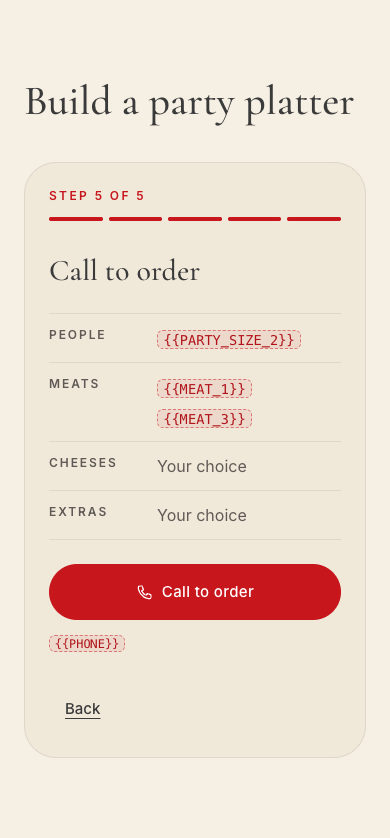 Build a party platter
STEP 5 OF 5
Call to order
PEOPLE {{PARTY_SIZE_2}}
MEATS {{MEAT_1}}
{{MEAT_3}}
CHEESES Your choice
EXTRAS Your choice
Call to order
{{PHONE}}
Back